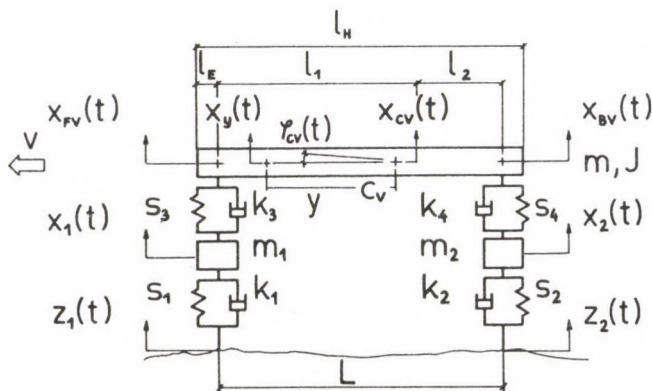 l_H
l_E l_1 l_2
x_FV(t) x_y(t) x_CV(t) x_BV(t)
φ_CV(t)
v
m, J
y C_V
s_3 k_3 k_4 s_4
x_1(t) m_1 m_2 x_2(t)
s_1 k_1 k_2 s_2
z_1(t) z_2(t)
L